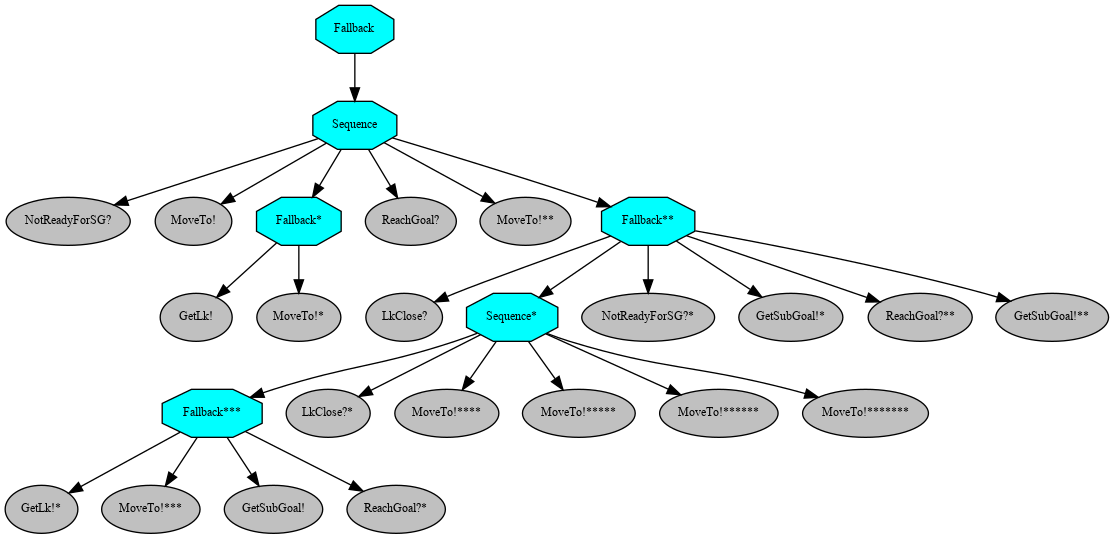 Fallback
Sequence
NotReadyForSG?
MoveTo!
Fallback*
ReachGoal?
MoveTo!**
Fallback**
GetLk!
MoveTo!*
LkClose?
Sequence*
NotReadyForSG?*
GetSubGoal!*
ReachGoal?**
GetSubGoal!**
Fallback***
LkClose?*
MoveTo!****
MoveTo!*****
MoveTo!******
MoveTo!*******
GetLk!*
MoveTo!***
GetSubGoal!
ReachGoal?*